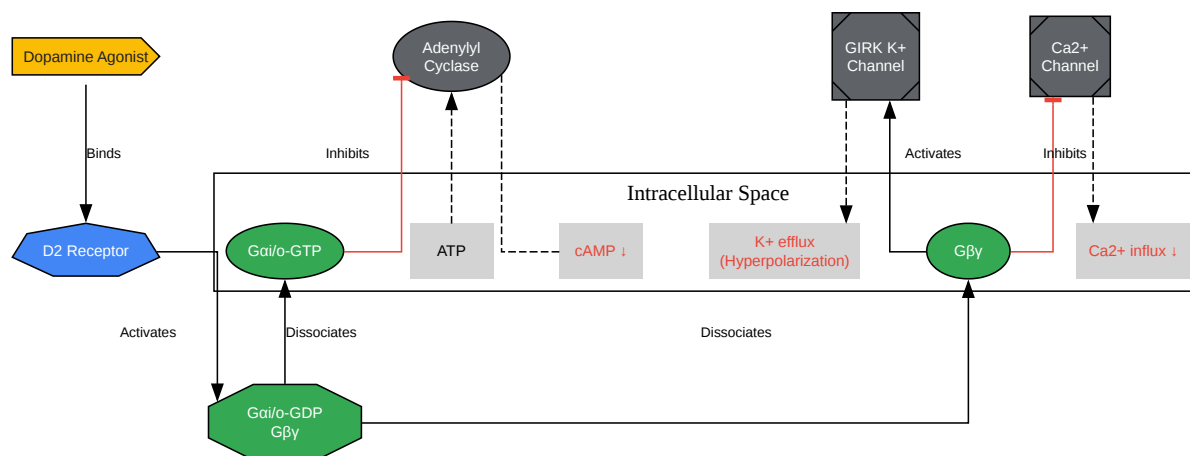 Dopamine Agonist
Adenylyl
Cyclase
GIRK K+
Channel
Ca2+
Channel
Binds
Inhibits
Activates
Inhibits
Intracellular Space
D2 Receptor
Gαi/o-GTP
ATP
cAMP ↓
K+ efflux
(Hyperpolarization)
Gβγ
Ca2+ influx ↓
Activates
Dissociates
Dissociates
Gαi/o-GDP
Gβγ